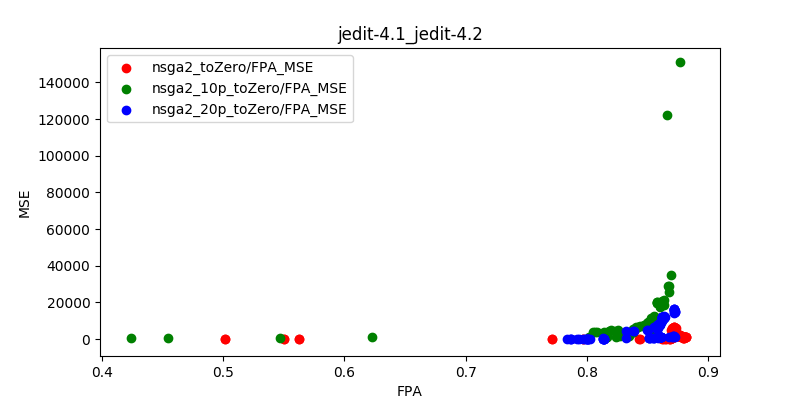 jedit-4.1_jedit-4.2
nsga2_toZero/FPA_MSE
nsga2_10p_toZero/FPA_MSE
nsga2_20p_toZero/FPA_MSE
MSE
140000
120000
100000
80000
60000
40000
20000
0
0.4 0.5 0.6 0.7 0.8 0.9
FPA